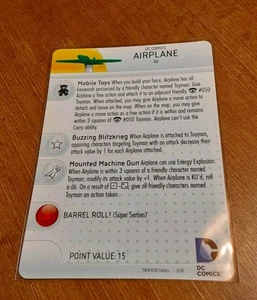 DC COMICS
AIRPLANE
Toy
Mobile Toys When you build your force, Airplane has all
keywords possessed by a friendly character named Toyman. Give
Airplane a free action and attach it to an adjacent friendly #050
Toyman. When attached, you may give Airplane a move action to
detach and move on the map. When on the map, you may give
Airplane a move action as a free action if it is within and remains
within 3 squares of #050 Toyman. Airplane can't use the
Carry ability.
Buzzing Blitzkrieg When Airplane is attached to Toyman,
opposing characters targeting Toyman with an attack decrease their
attack value by 1 for each Airplane attached.
Mounted Machine Gun Airplane can use Energy Explosion.
When Airplane is within 3 squares of a friendly character named
Toyman, modify its attack value by +1. When Airplane is KO'd, roll
a d6. On a result of - , give all friendly characters named
Toyman an action token.
BARREL ROLL! (Super Senses)
POINT VALUE: 15
DC
COMICS